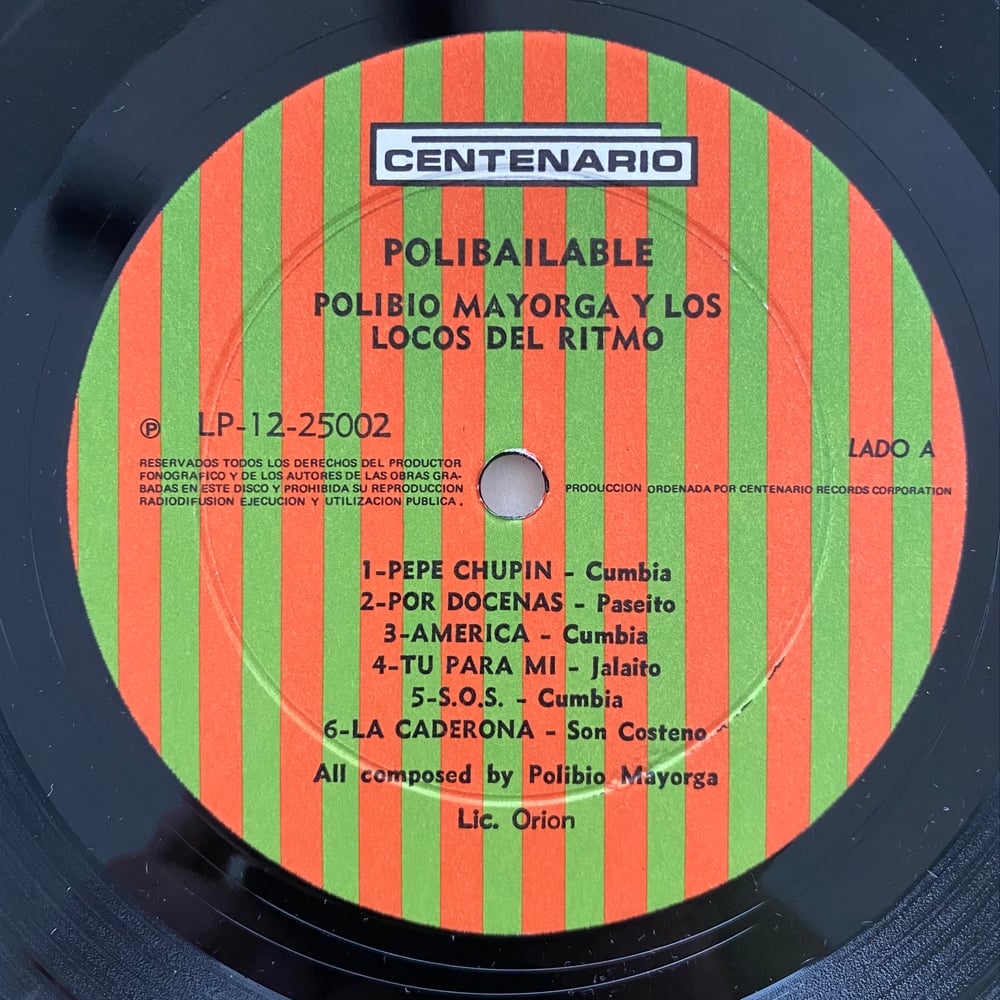 CENTENARIO
POLIBAILABLE
POLIBIO MAYORGA Y LOS
LOCOS DEL RITMO
Ⓟ LP-12-25002
LADO A
RESERVADOS TODOS LOS DERECHOS DEL PRODUCTOR
FONOGRAFICO Y DE LOS AUTORES DE LAS OBRAS GRA-
BADAS EN ESTE DISCO Y PROHIBIDA SU REPRODUCCION
RADIODIFUSION EJECUCION Y UTILIZACION PUBLICA.
PRODUCCION ORDENADA POR CENTENARIO RECORDS CORPORATION
1-PEPE CHUPIN - Cumbia
2-POR DOCENAS - Paseito
3-AMERICA - Cumbia
4-TU PARA MI - Jalaito
5-S.O.S. - Cumbia
6-LA CADERONA - Son Costeno
All composed by Polibio Mayorga
Lic. Orion